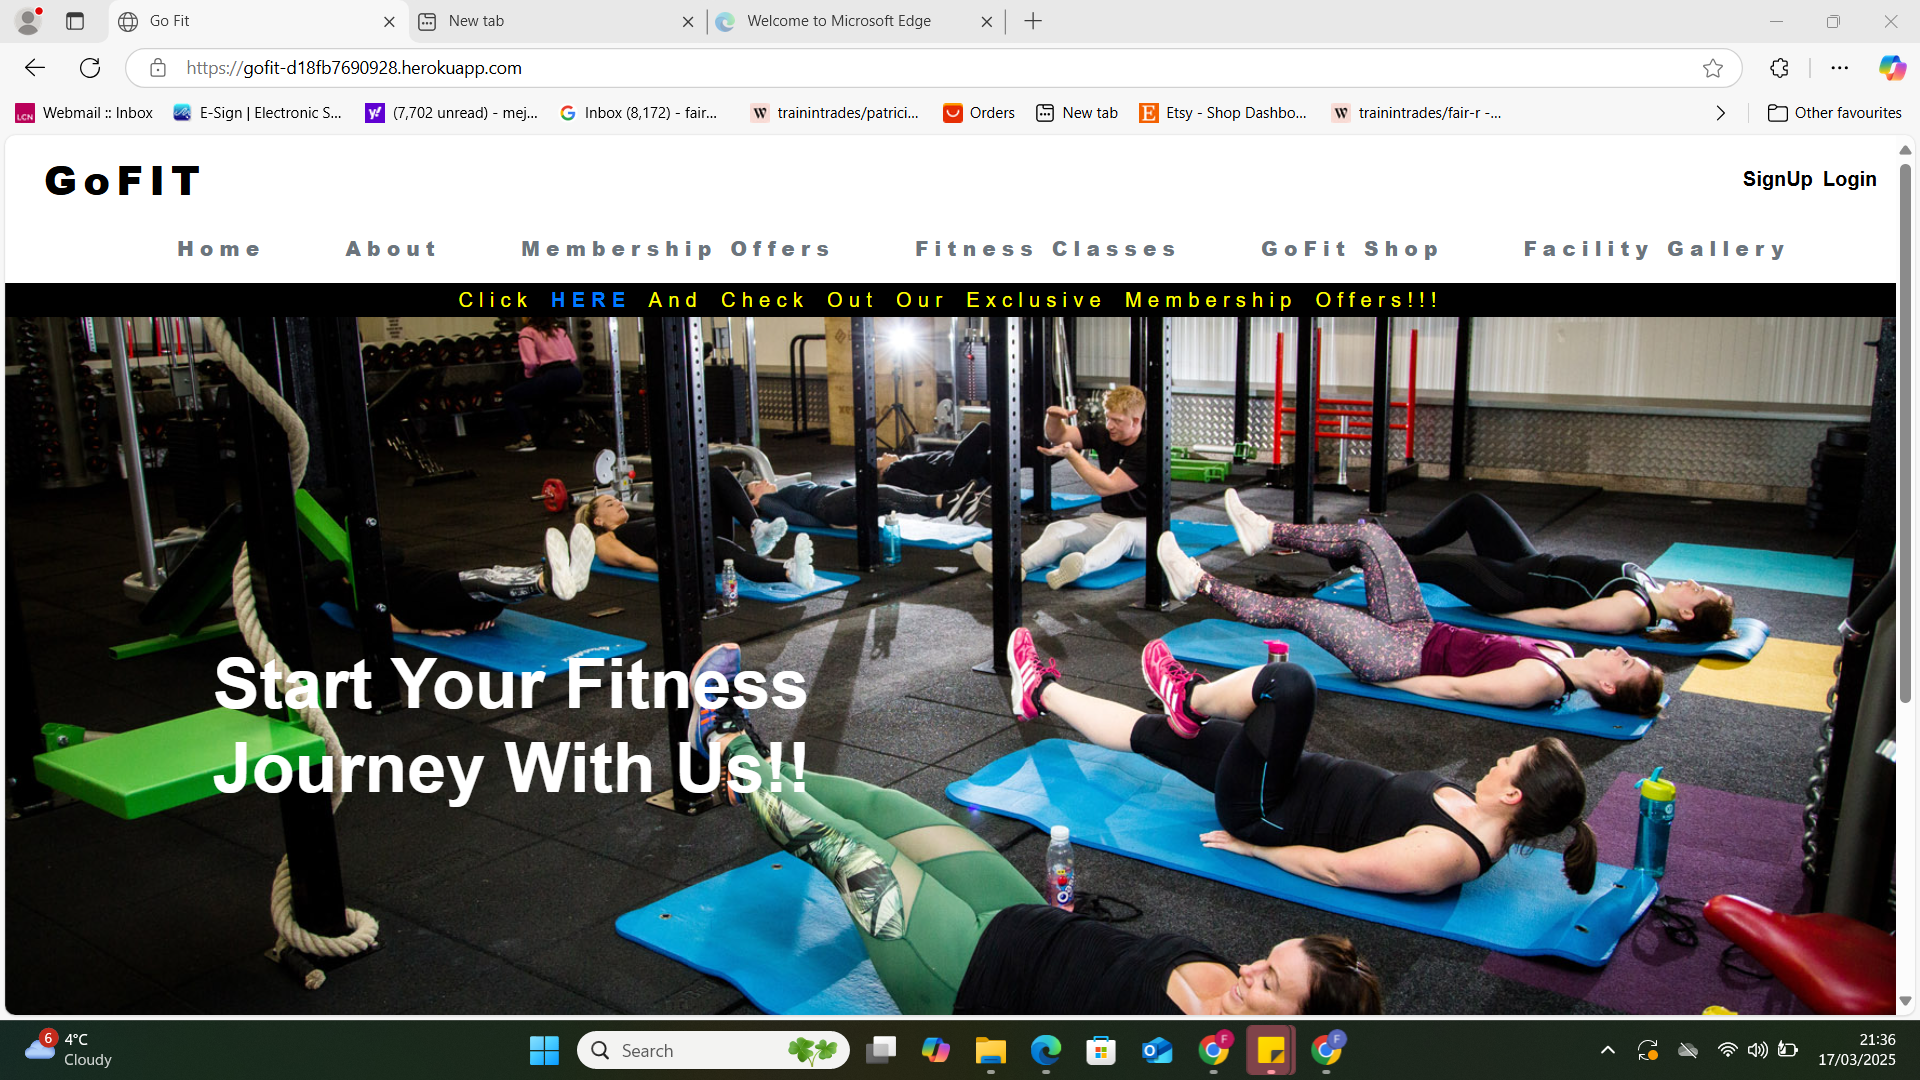 Go Fit
New tab
Welcome to Microsoft Edge
https://gofit-d18fb7690928.herokuapp.com
LCN Webmail :: Inbox
E-Sign | Electronic S...
(7,702 unread) - mej...
Inbox (8,172) - fair...
trainintrades/patrici...
Orders
New tab
Etsy - Shop Dashbo...
trainintrades/fair-r -...
Other favourites
GoFIT
SignUp Login
Home About Membership Offers Fitness Classes GoFit Shop Facility Gallery
Click HERE And Check Out Our Exclusive Membership Offers!!!
Start Your Fitness
Journey With Us!!
6
4°C
Cloudy
Search
F
F
21:36
17/03/2025